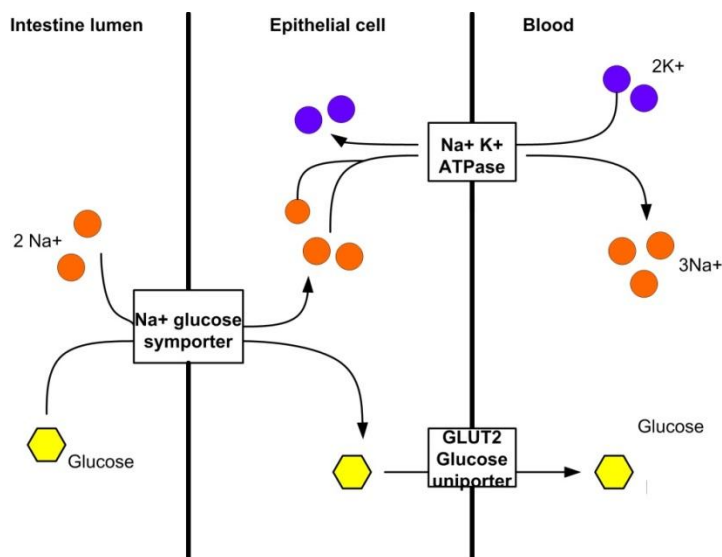 Intestine lumen
Epithelial cell
Blood
2K+
Na+ K+
ATPase
2 Na+
3Na+
Na+ glucose
symporter
Glucose
GLUT2
Glucose
uniporter
Glucose